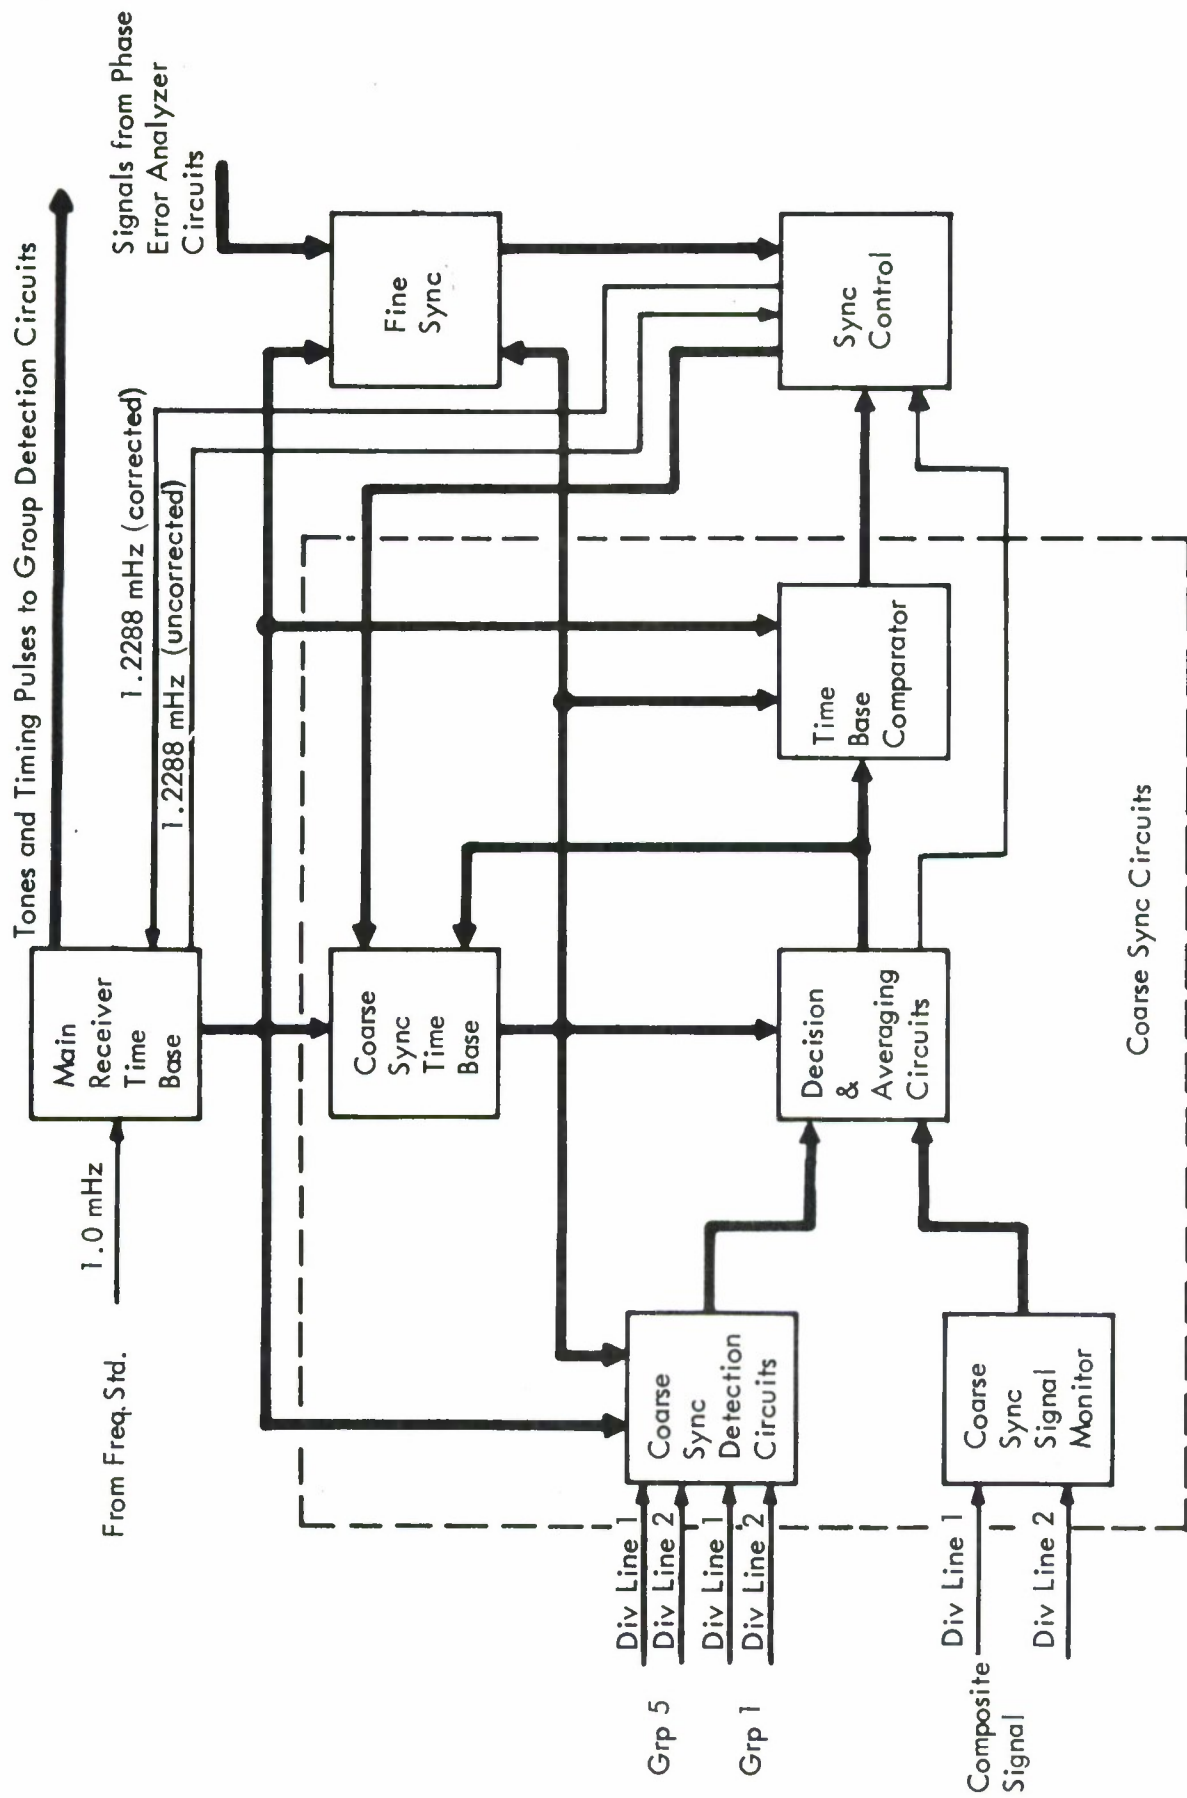 Tones and Timing Pulses to Group Detection Circuits
From Freq. Std.
1.0 mHz
Main
Receiver
Time
Base
1.2288 mHz (corrected)
1.2288 mHz (uncorrected)
Signals from Phase
Error Analyzer
Circuits
Coarse
Sync
Time
Base
Fine
Sync
Grp 5
Div Line 1
Div Line 2
Grp 1
Div Line 1
Div Line 2
Coarse
Sync
Detection
Circuits
Decision
&
Averaging
Circuits
Time
Base
Comparator
Sync
Control
Composite
Signal
Div Line 1
Div Line 2
Coarse
Sync
Signal
Monitor
Coarse Sync Circuits